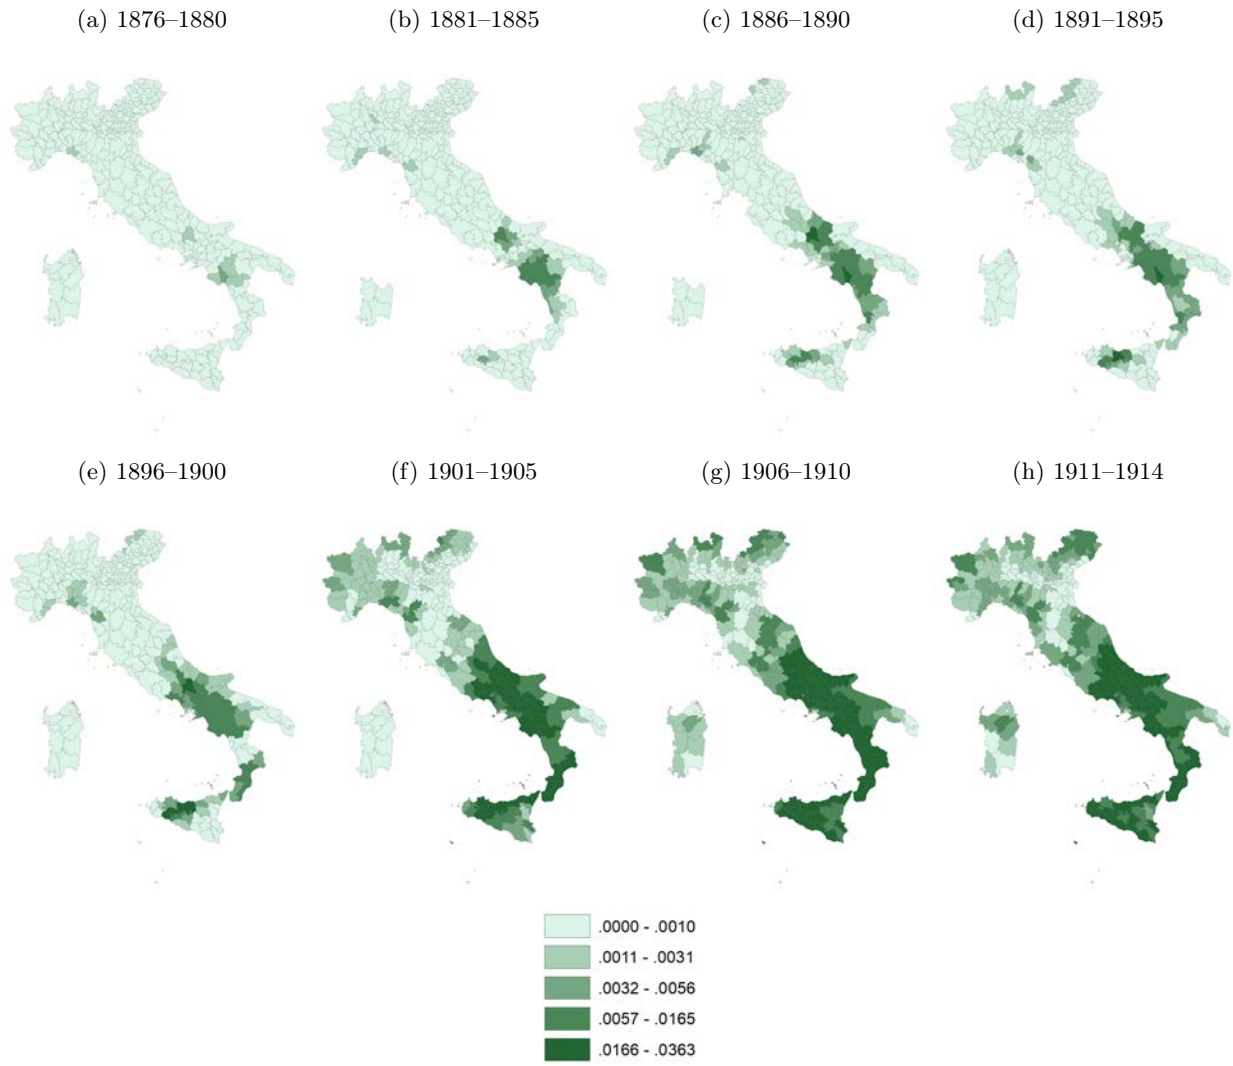 (a) 1876–1880
(b) 1881–1885
(c) 1886–1890
(d) 1891–1895
(e) 1896–1900
(f) 1901–1905
(g) 1906–1910
(h) 1911–1914
.0000 - .0010
.0011 - .0031
.0032 - .0056
.0057 - .0165
.0166 - .0363